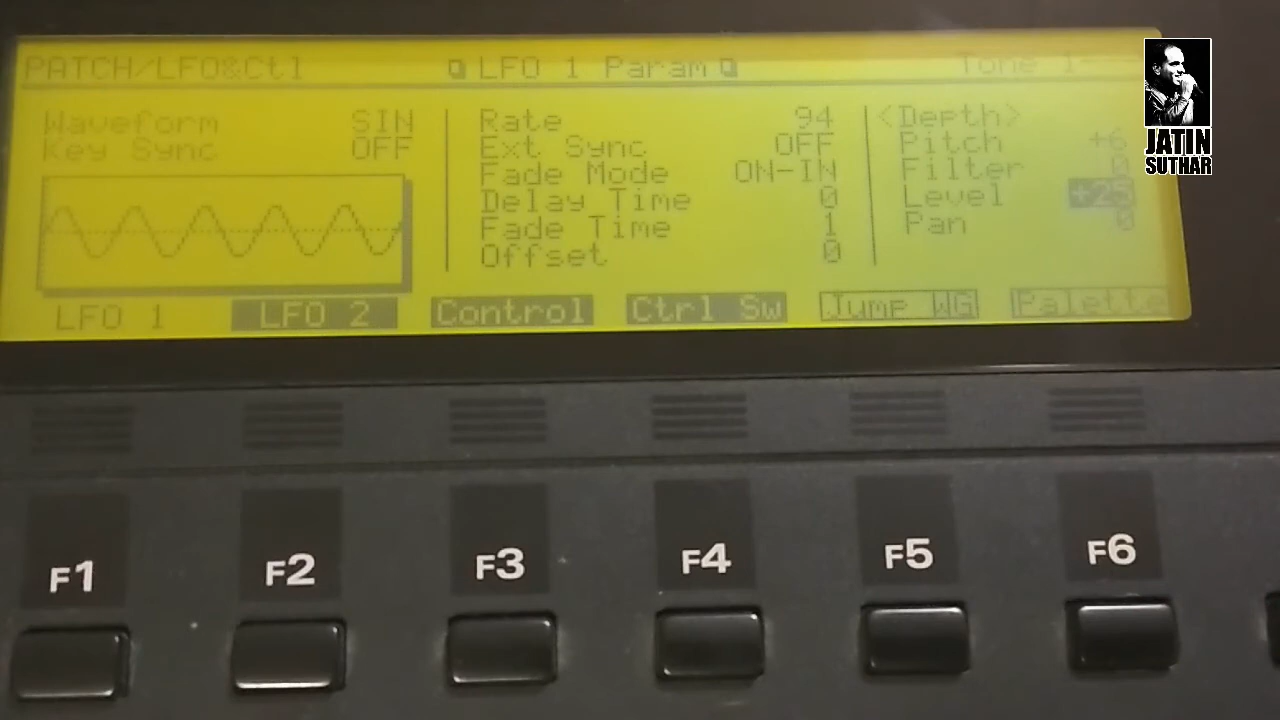 PATCH/LFO&Ctl LFO 1 Param Tone 1
Waveform SIN
Key Sync OFF
Rate 94
Ext Sync OFF
Fade Mode ON-IN
Delay Time 0
Fade Time 1
Offset 0
<Depth>
Pitch +6
Filter 0
Level +25
Pan 0
LFO 1 LFO 2 Control Ctrl Sw Jump WG Palette
F1 F2 F3 F4 F5 F6
JATIN
SUTHAR